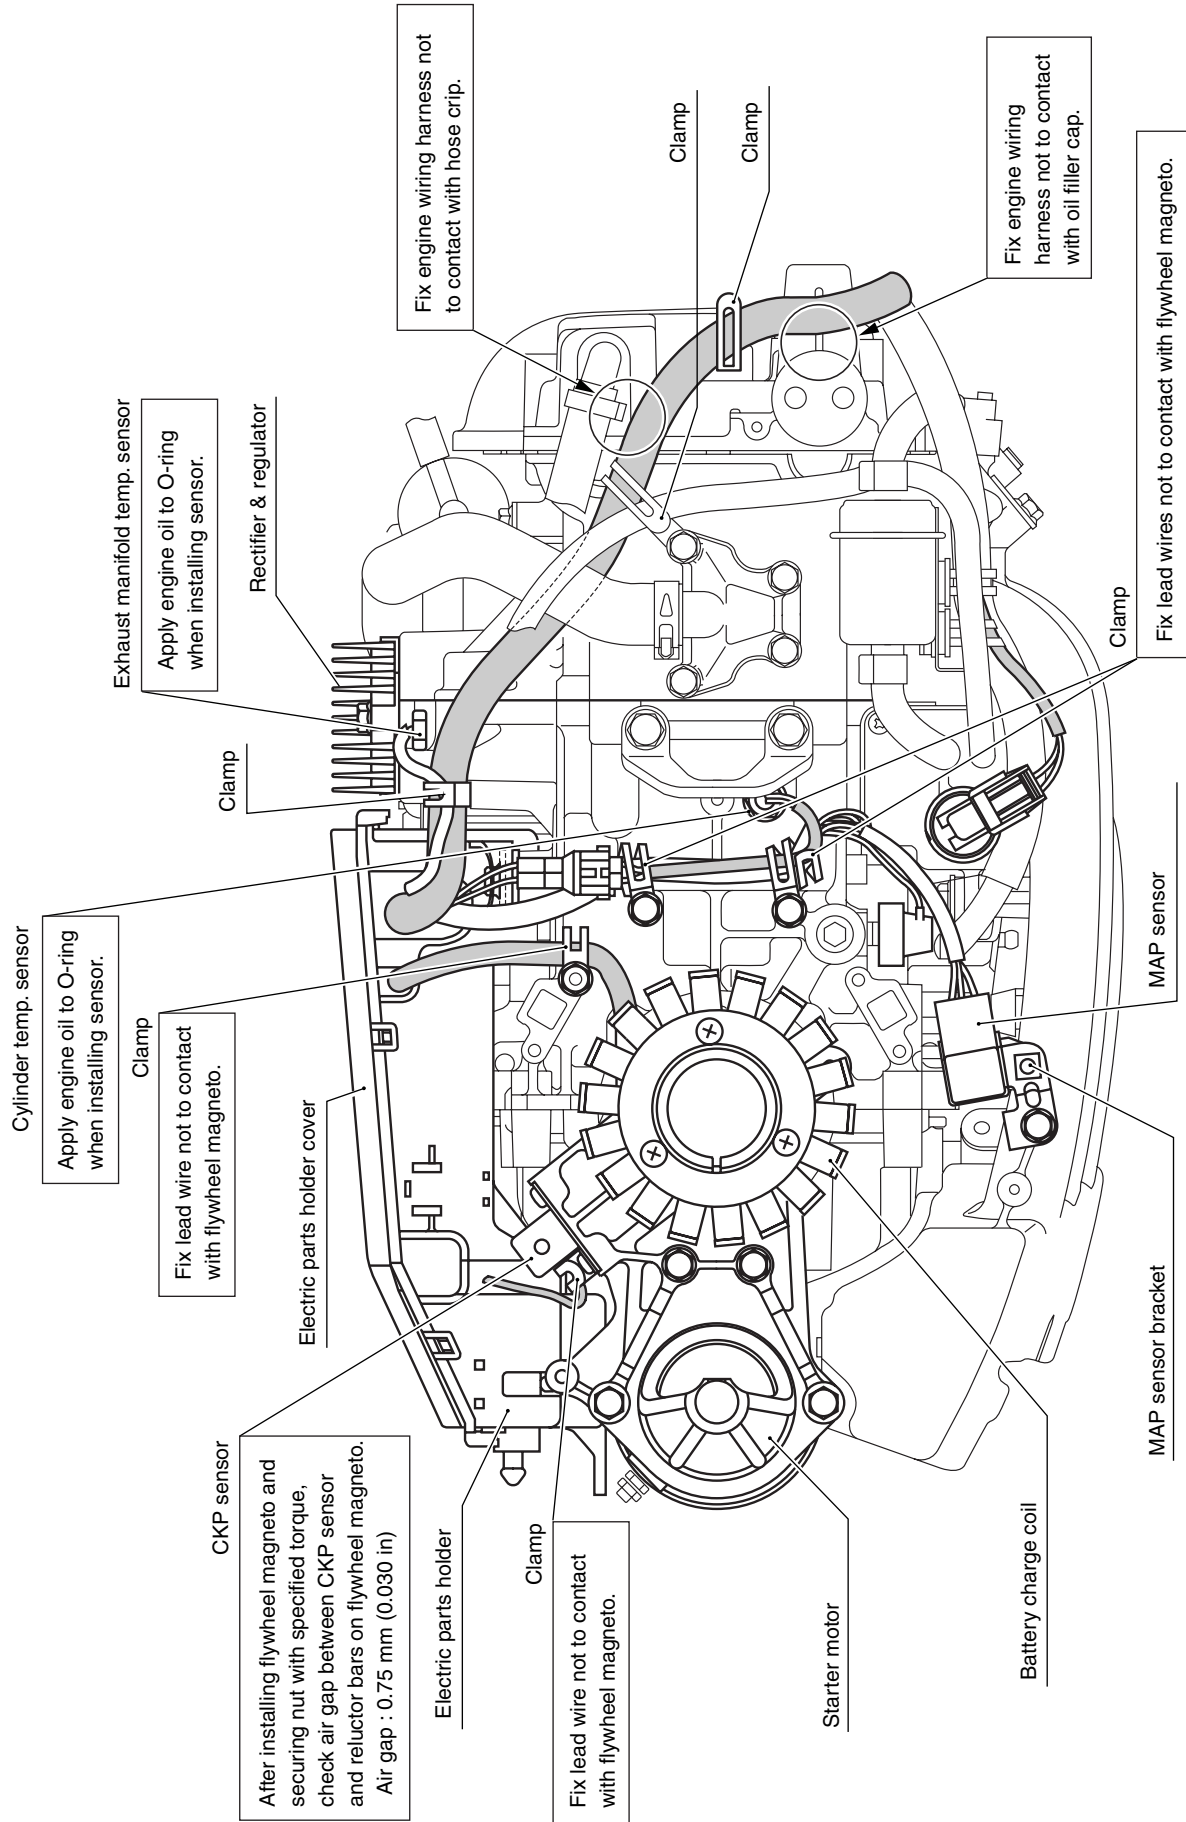 CKP sensor
After installing flywheel magneto and
securing nut with specified torque,
check air gap between CKP sensor
and reluctor bars on flywheel magneto.
Air gap : 0.75 mm (0.030 in)
Electric parts holder
Clamp
Fix lead wire not to contact
with flywheel magneto.
Starter motor
Battery charge coil
MAP sensor bracket
Cylinder temp. sensor
Apply engine oil to O-ring
when installing sensor.
Clamp
Fix lead wire not to contact
with flywheel magneto.
Electric parts holder cover
MAP sensor
Exhaust manifold temp. sensor
Apply engine oil to O-ring
when installing sensor.
Rectifier & regulator
Clamp
Fix engine wiring harness not
to contact with hose crip.
Clamp
Clamp
Fix engine wiring
harness not to contact
with oil filler cap.
Clamp
Fix lead wires not to contact with flywheel magneto.